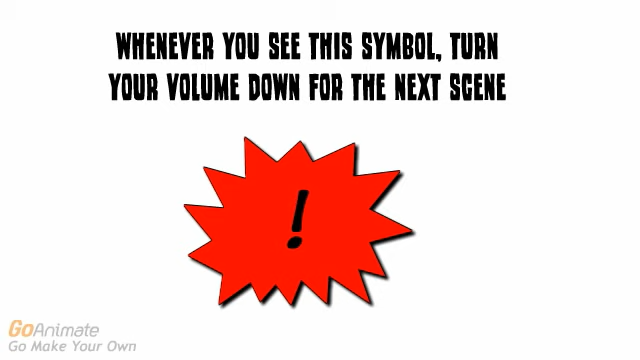 WHENEVER YOU SEE THIS SYMBOL, TURN
YOUR VOLUME DOWN FOR THE NEXT SCENE
!
GoAnimate
Go Make Your Own